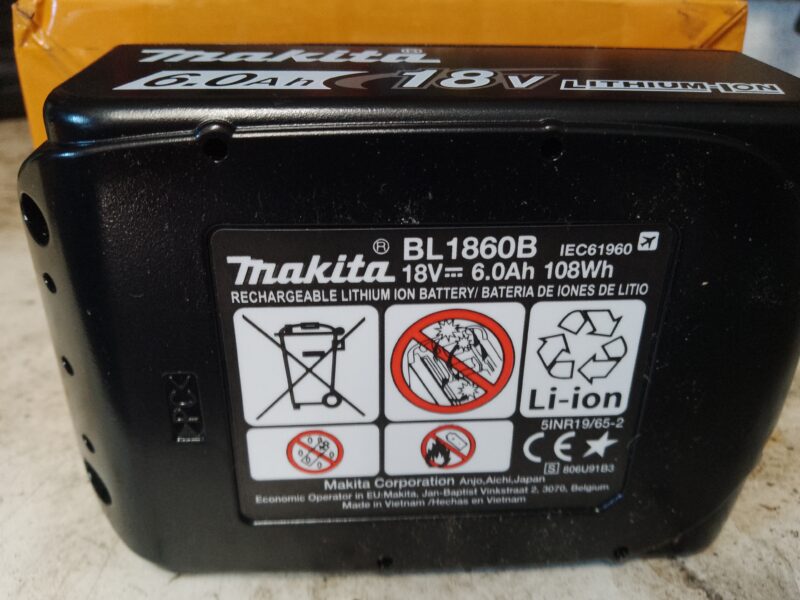 makita
6.0Ah 18V LITHIUM-ION
makita® BL1860B IEC61960
18V 6.0Ah 108Wh
RECHARGEABLE LITHIUM ION BATTERY/ BATERIA DE IONES DE LITIO
Li-ion
5INR19/65-2
CE
S 806U91B3
Makita Corporation Anjo,Aichi,Japan
Economic Operator in EU:Makita, Jan-Baptist Vinkstraat 2, 3070, Belgium
Made in Vietnam /Hechas en Vietnam